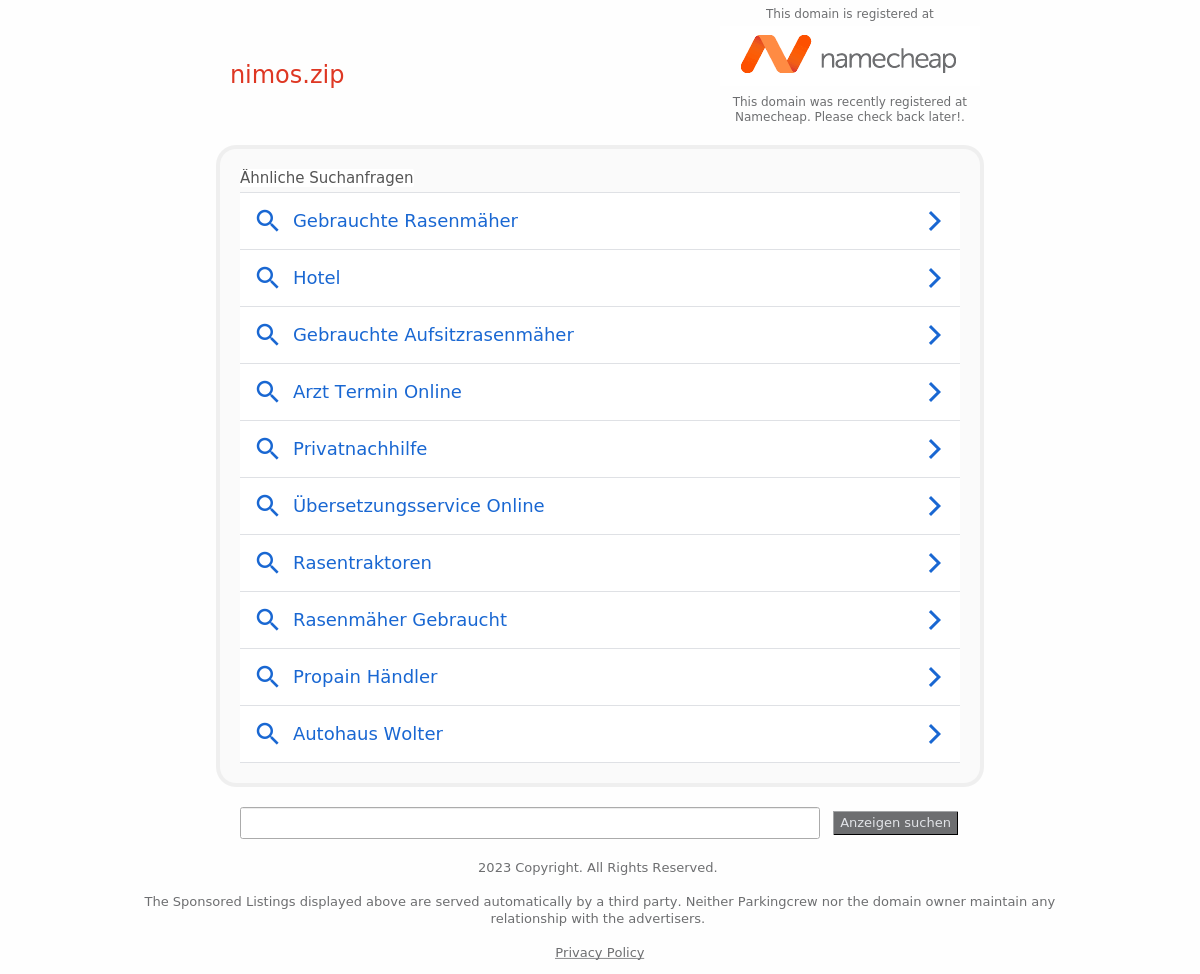 This domain is registered at
namecheap
nimos.zip
This domain was recently registered at
Namecheap. Please check back later!.
Ähnliche Suchanfragen
Gebrauchte Rasenmäher
Hotel
Gebrauchte Aufsitzrasenmäher
Arzt Termin Online
Privatnachhilfe
Übersetzungsservice Online
Rasentraktoren
Rasenmäher Gebraucht
Propain Händler
Autohaus Wolter
Anzeigen suchen
2023 Copyright. All Rights Reserved.
The Sponsored Listings displayed above are served automatically by a third party. Neither Parkingcrew nor the domain owner maintain any
relationship with the advertisers.
Privacy Policy